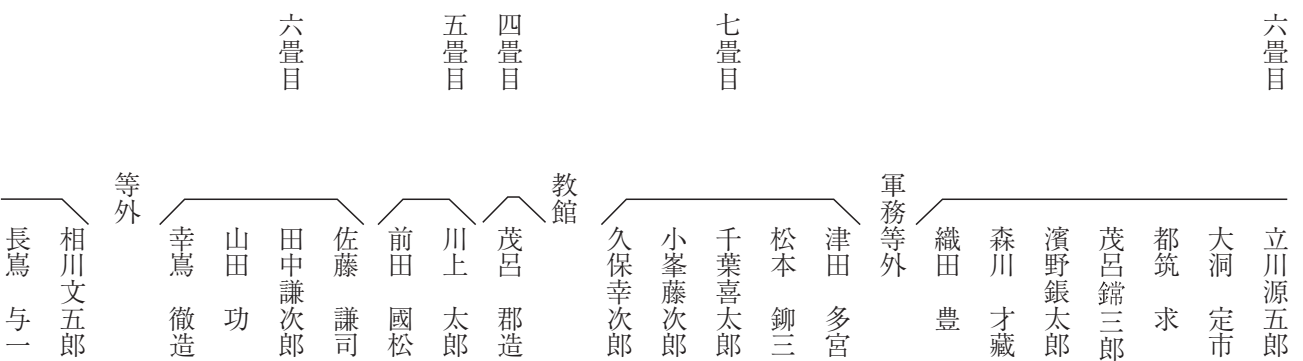 六畳目
立川源五郎
大洞 定市
都筑 求
茂呂鐺三郎
濱野鋠太郎
森川 才藏
織田 豊
軍務等外
津田 多宮
松本 鉚三
七畳目
千葉喜太郎
小峯藤次郎
久保幸次郎
教館
四畳目
茂呂 郡造
五畳目
川上 太郎
前田 國松
佐藤 謙司
六畳目
田中謙次郎
山田 功
幸嶌 徹造
等外
相川文五郎
長嶌 与一